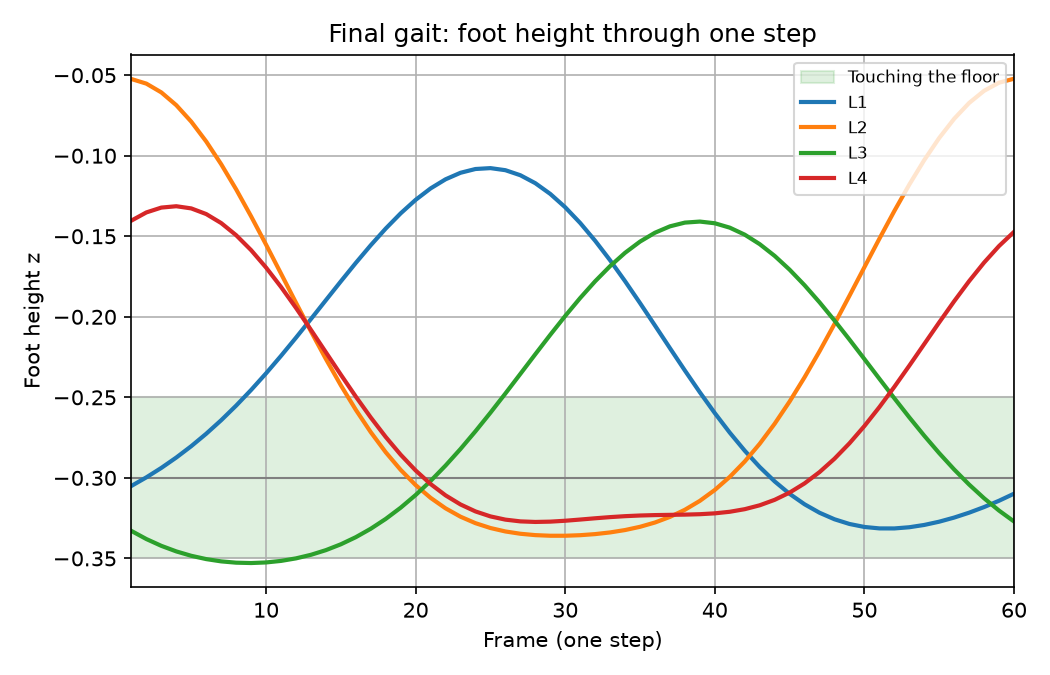 Final gait: foot height through one step
Touching the floor
L1
L2
L3
L4
−0.05
−0.10
−0.15
−0.20
−0.25
−0.30
−0.35
Foot height z
10 20 30 40 50 60
Frame (one step)